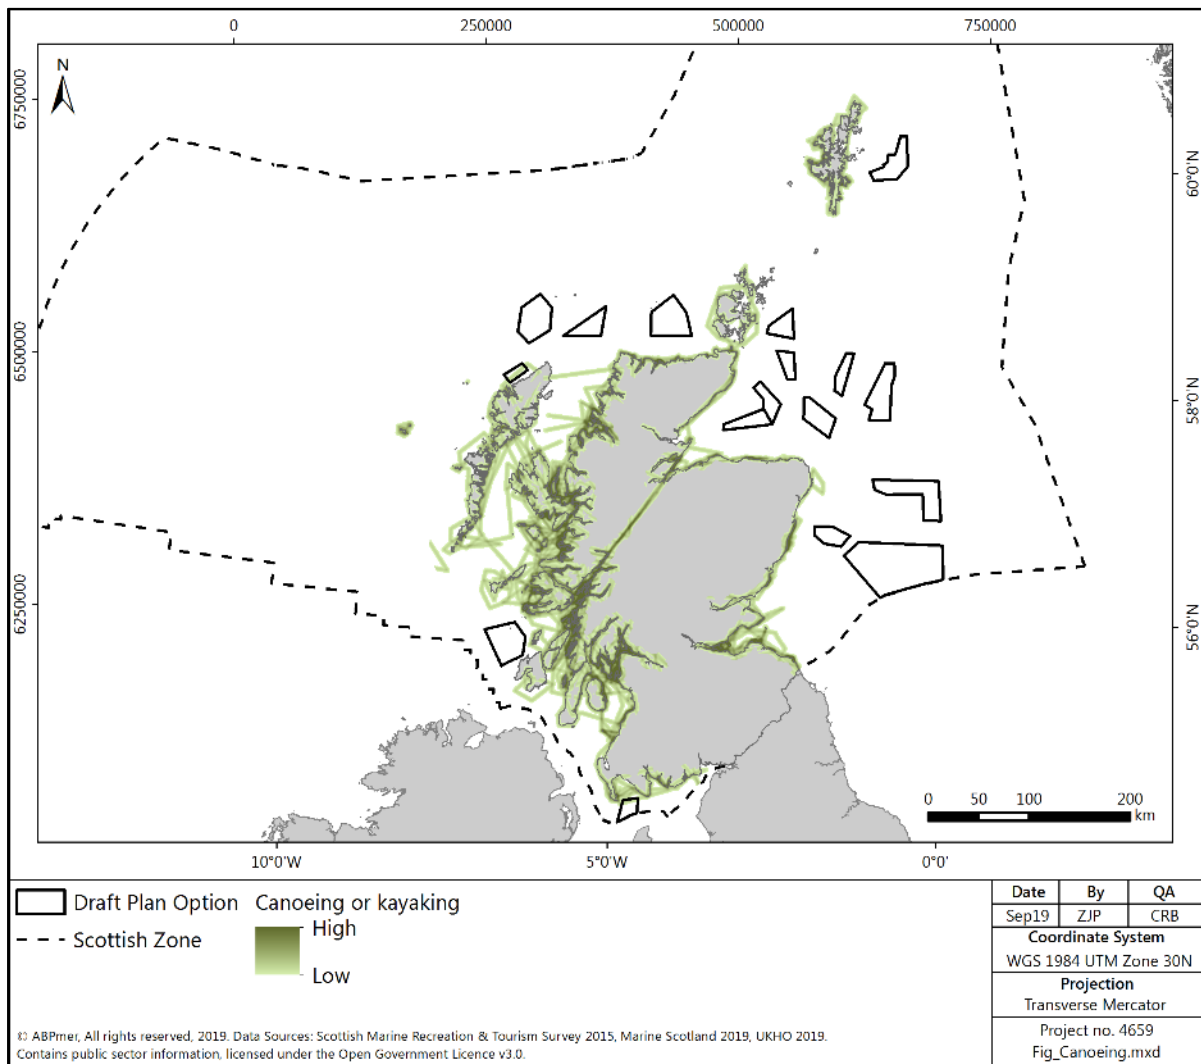 0 250000 500000 750000
N
6750000
6500000
6250000
60°0'N
58°0'N
56°0'N
0 50 100 200
km
10°0'W 5°0'W 0°0'
Draft Plan Option
Scottish Zone
Canoeing or kayaking
High
Low
Date By QA
Sep19 ZJP CRB
Coordinate System
WGS 1984 UTM Zone 30N
Projection
Transverse Mercator
Project no. 4659
Fig_Canoeing.mxd
© ABPmer, All rights reserved, 2019. Data Sources: Scottish Marine Recreation & Tourism Survey 2015, Marine Scotland 2019, UKHO 2019.
Contains public sector information, licensed under the Open Government Licence v3.0.